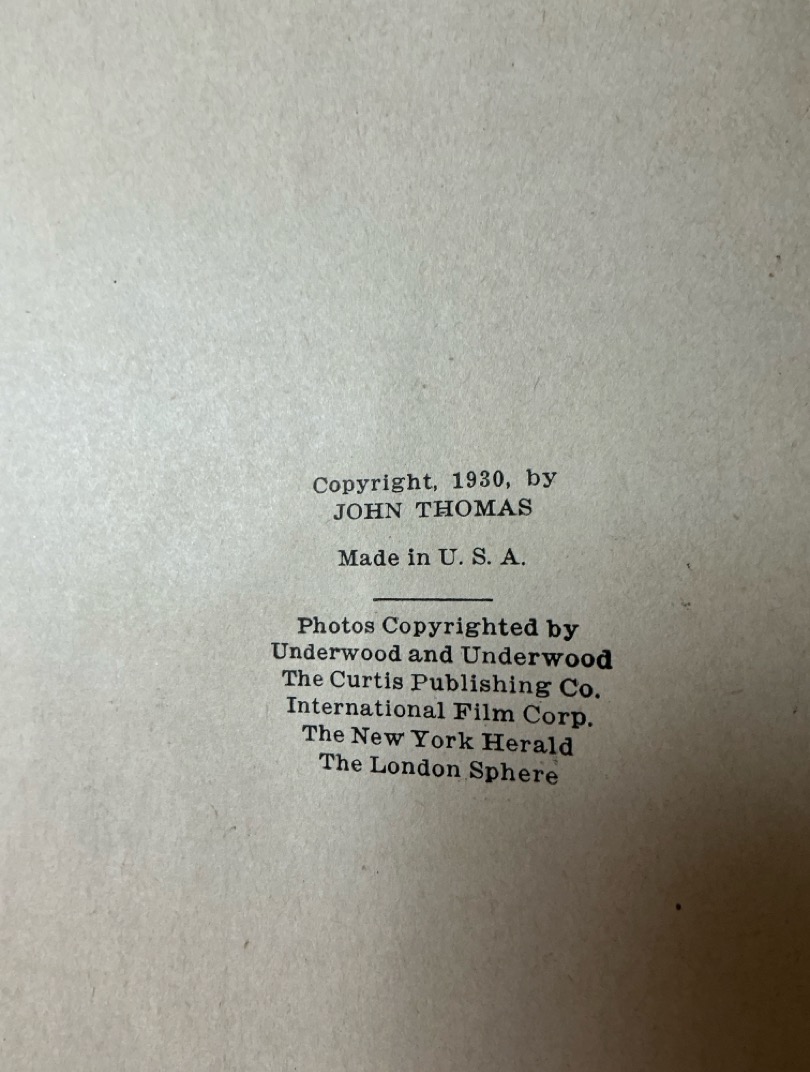 Copyright, 1930, by
JOHN THOMAS
Made in U. S. A.
Photos Copyrighted by
Underwood and Underwood
The Curtis Publishing Co.
International Film Corp.
The New York Herald
The London Sphere